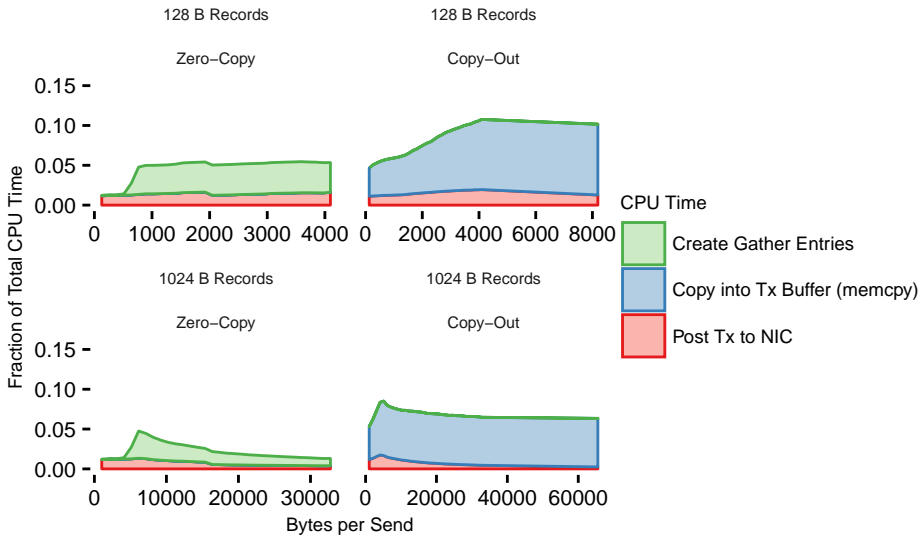 128 B Records
128 B Records
Zero−Copy
Copy−Out
0.15
0.10
0.05
0.00
0 1000 2000 3000 4000
0 2000 4000 6000 8000
1024 B Records
1024 B Records
Zero−Copy
Copy−Out
0.15
0.10
0.05
0.00
0 10000 20000 30000
0 20000 40000 60000
Bytes per Send
Fraction of Total CPU Time
CPU Time
Create Gather Entries
Copy into Tx Buffer (memcpy)
Post Tx to NIC